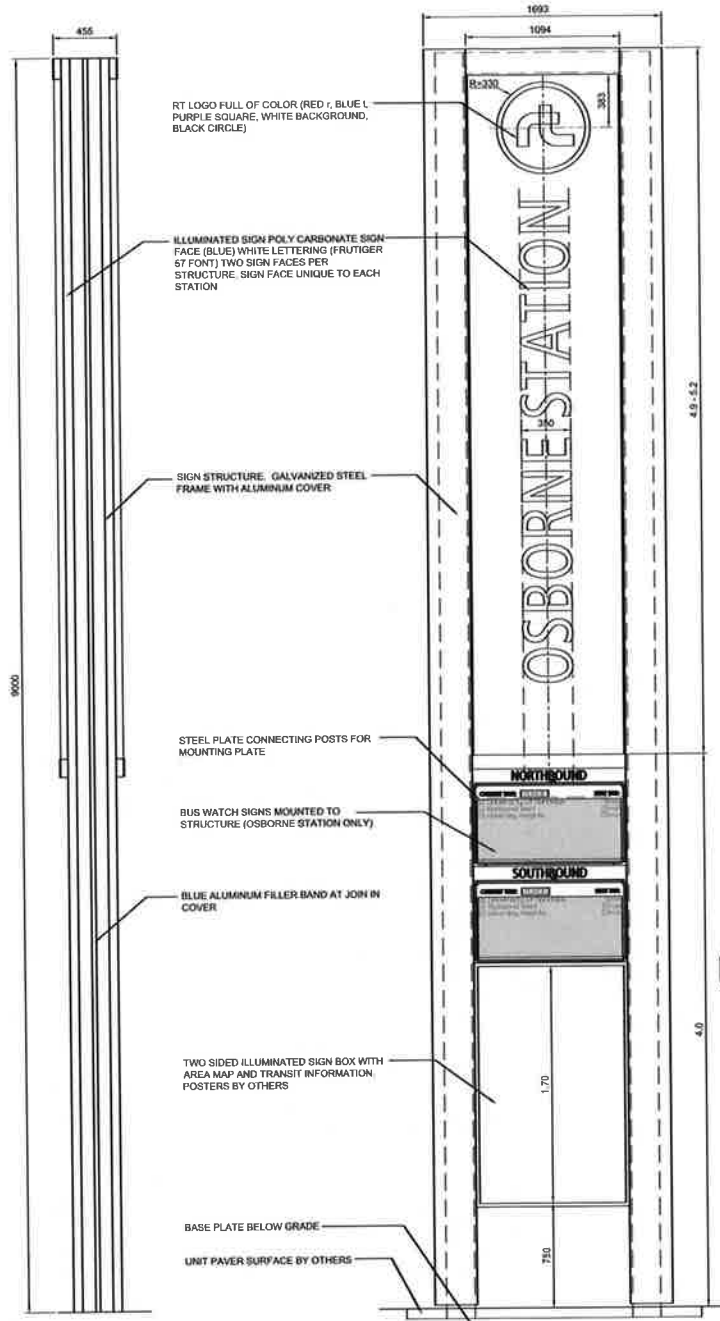 1693
455
1094
RT LOGO FULL OF COLOR (RED r, BLUE t,
PURPLE SQUARE, WHITE BACKGROUND,
BLACK CIRCLE)
R=330
383
ILLUMINATED SIGN POLY CARBONATE SIGN
FACE (BLUE) WHITE LETTERING (FRUTIGER
57 FONT) TWO SIGN FACES PER
STRUCTURE. SIGN FACE UNIQUE TO EACH
STATION
OSBORNE STATION
350
4.9 - 5.2
SIGN STRUCTURE. GALVANIZED STEEL
FRAME WITH ALUMINUM COVER
9000
STEEL PLATE CONNECTING POSTS FOR
MOUNTING PLATE
NORTHBOUND
BUS WATCH SIGNS MOUNTED TO
STRUCTURE (OSBORNE STATION ONLY)
SOUTHBOUND
BLUE ALUMINUM FILLER BAND AT JOIN IN
COVER
4.0
TWO SIDED ILLUMINATED SIGN BOX WITH
AREA MAP AND TRANSIT INFORMATION
POSTERS BY OTHERS
1.70
BASE PLATE BELOW GRADE
750
UNIT PAVER SURFACE BY OTHERS